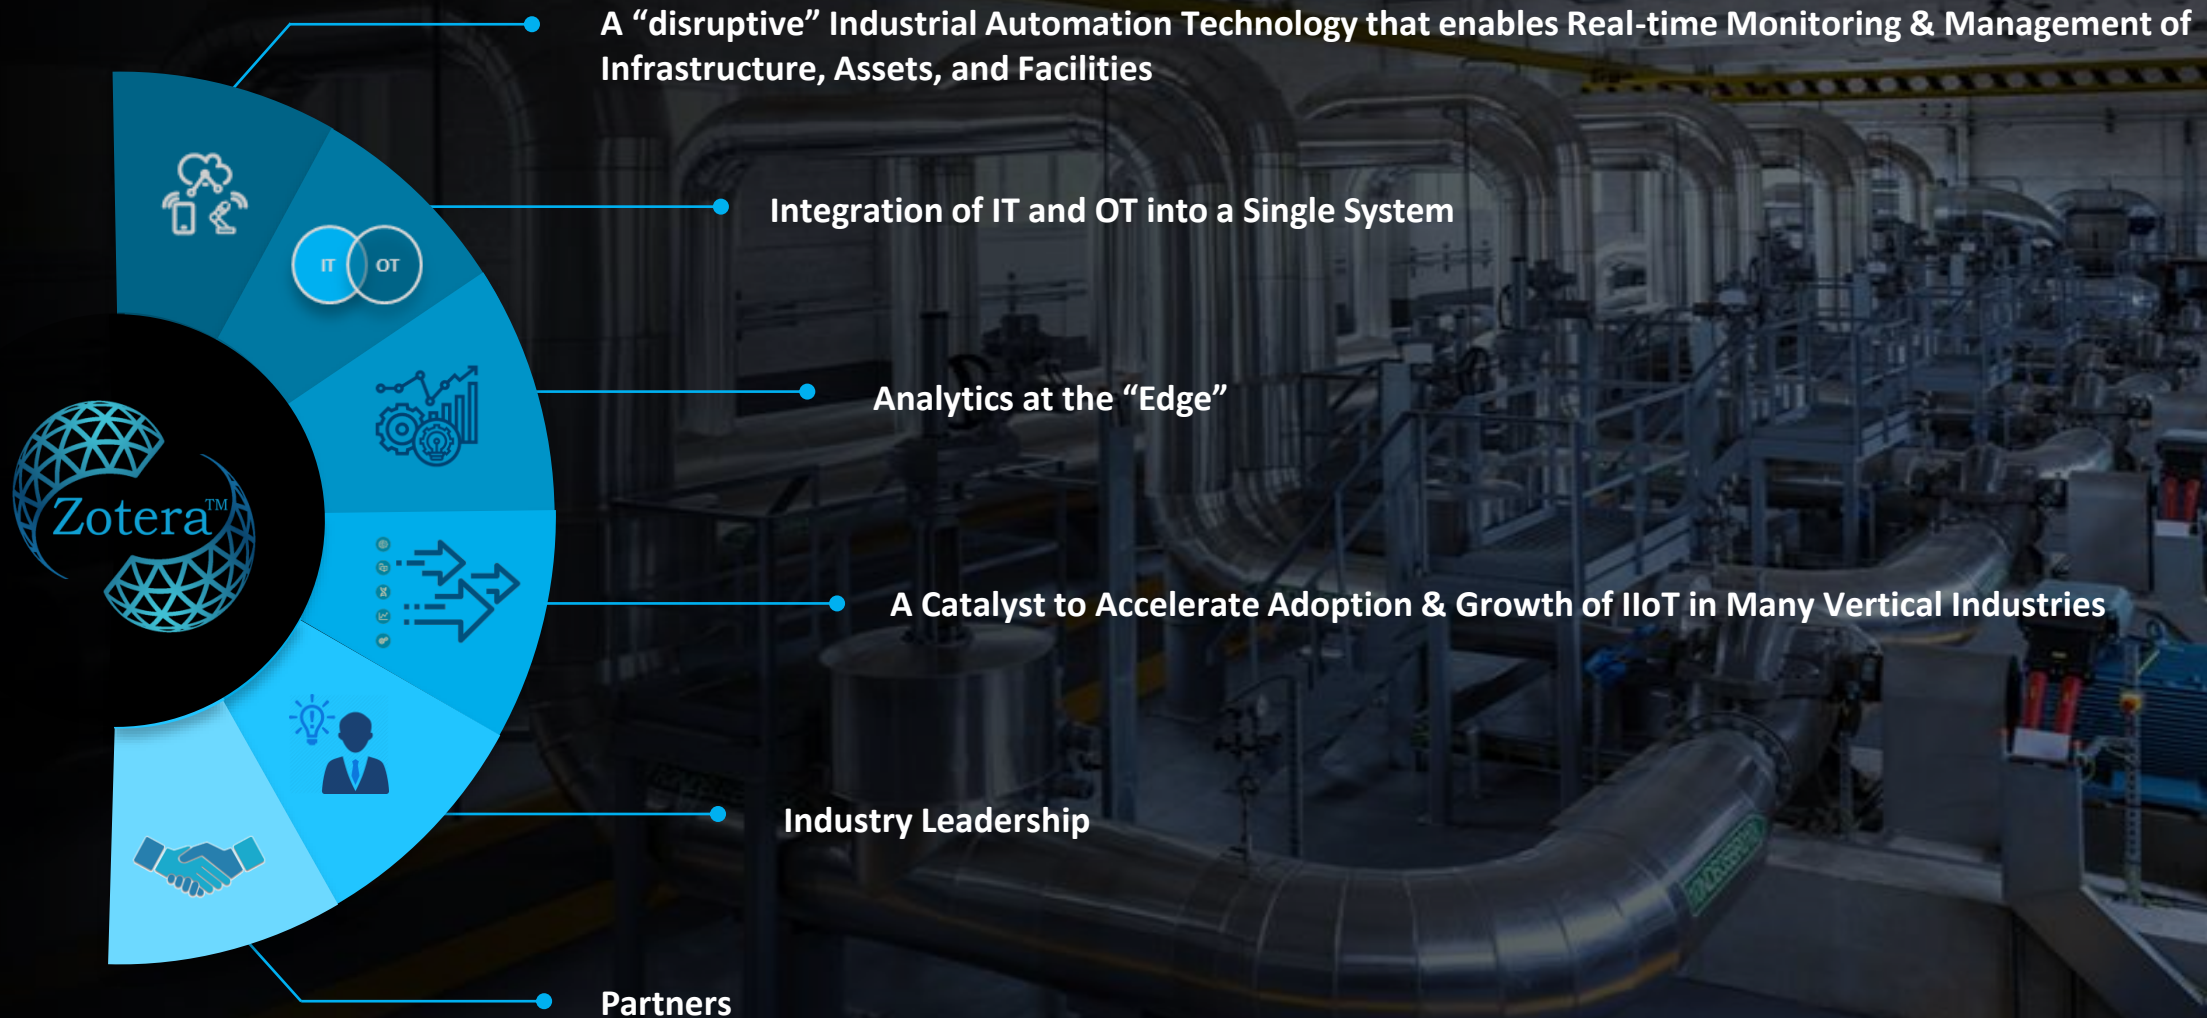 A “disruptive” Industrial Automation Technology that enables Real-time Monitoring & Management of
Infrastructure, Assets, and Facilities
Integration of IT and OT into a Single System
IT
OT
Analytics at the “Edge”
Zotera™
A Catalyst to Accelerate Adoption & Growth of IIoT in Many Vertical Industries
Industry Leadership
Partners